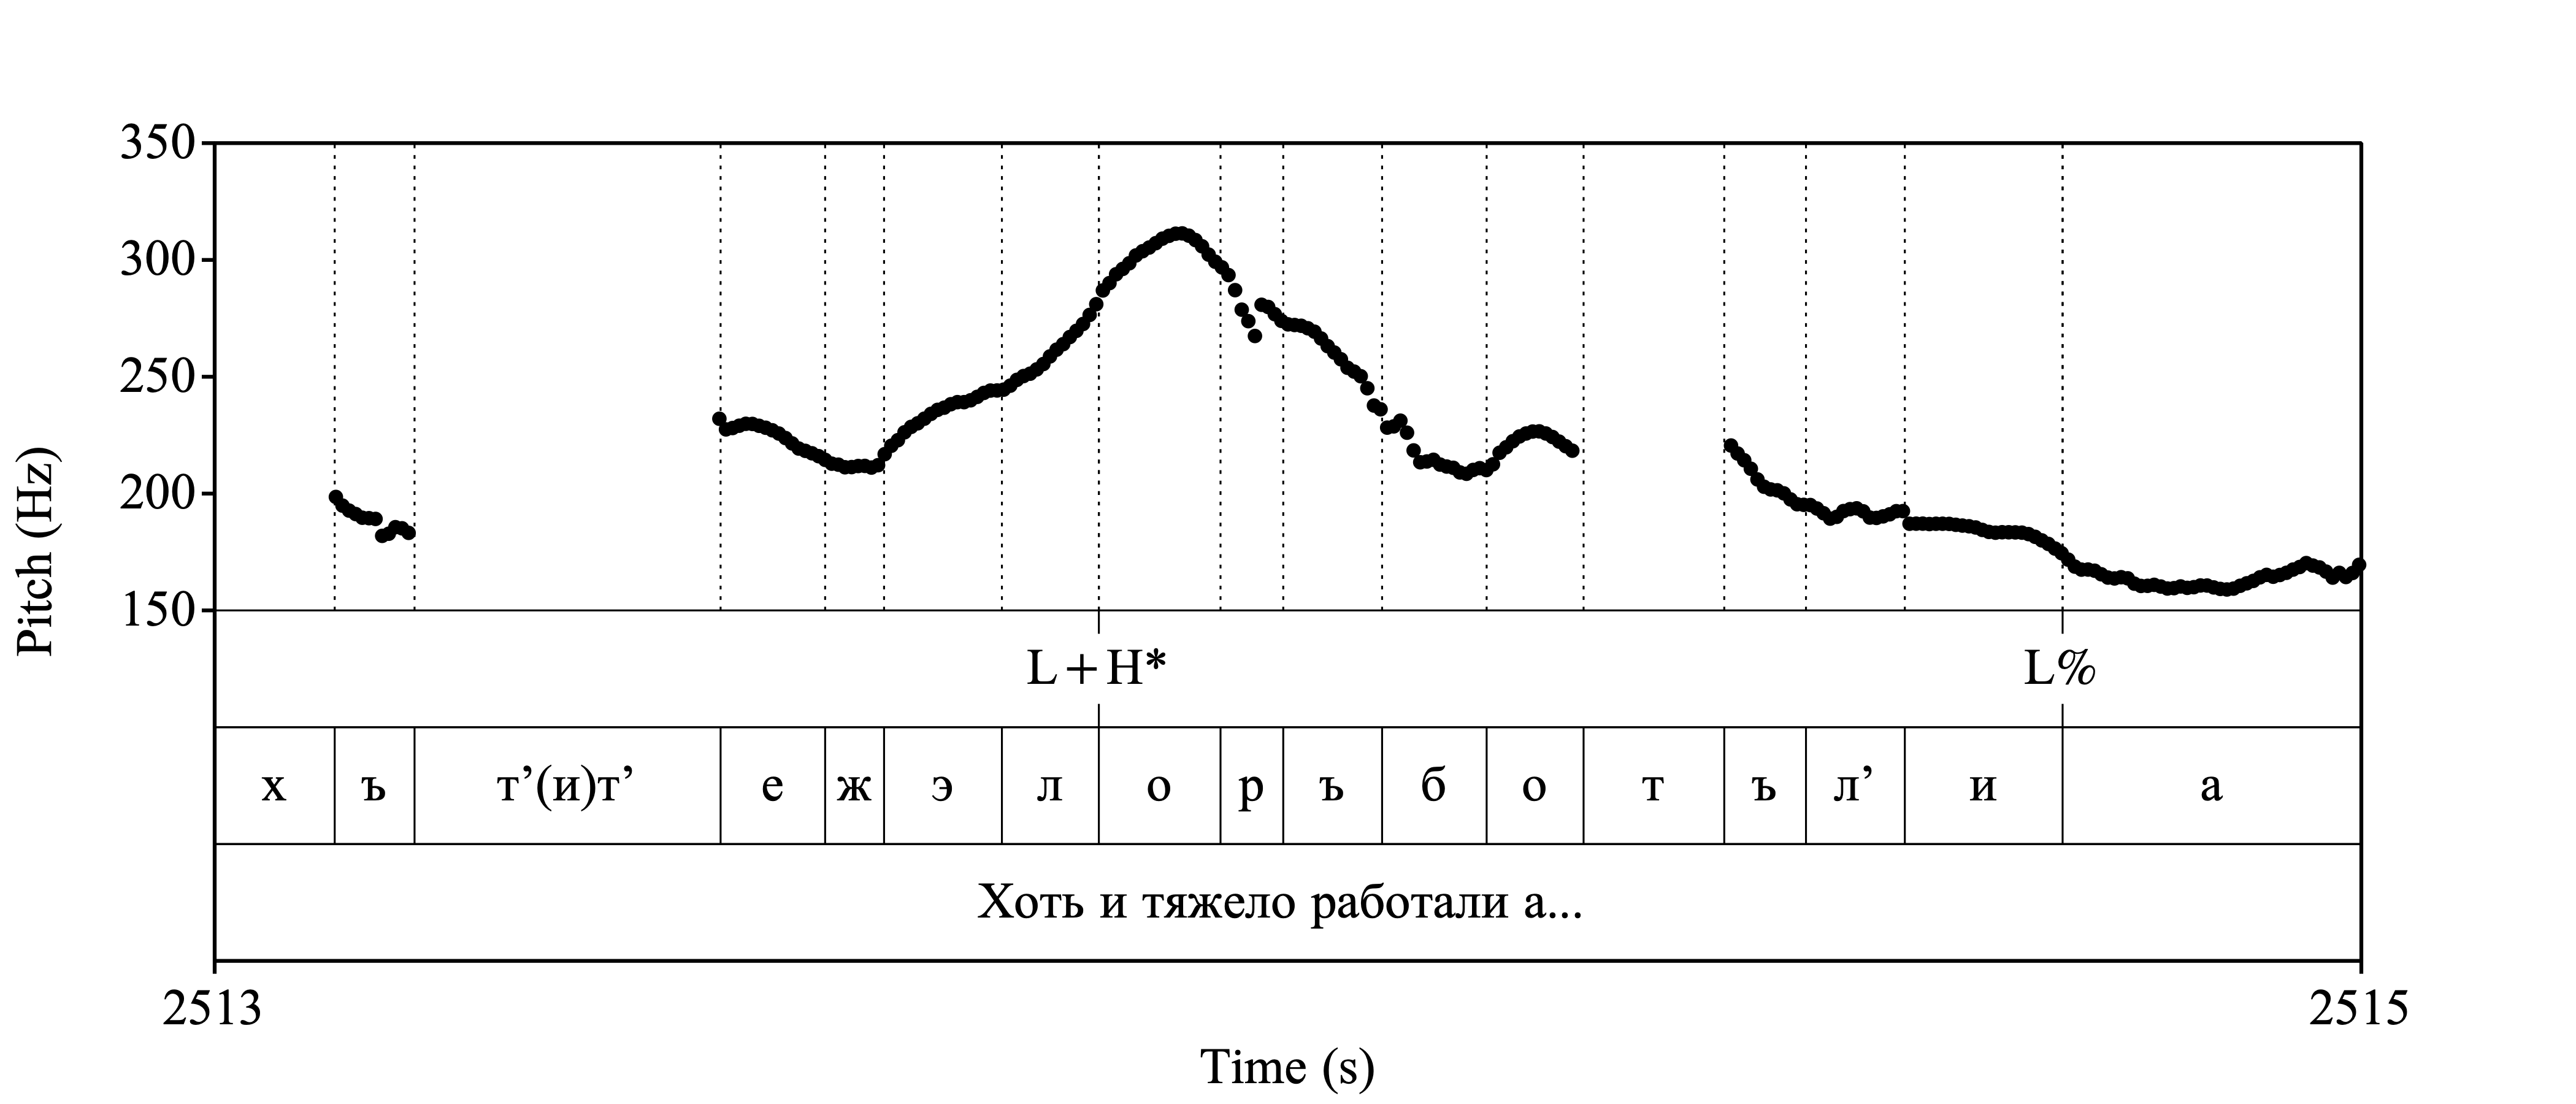 350
300
250
200
150
Pitch (Hz)
L+H* L%
х ъ т’(и)т’ е ж э л о р ъ б о т ъ л’ и а
Хоть и тяжело работали а...
2513 2515
Time (s)